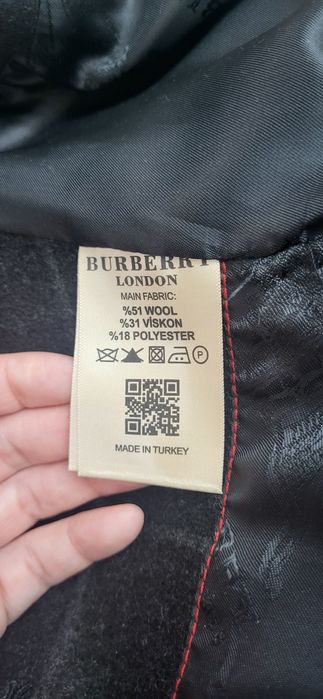 BURBERRY
LONDON
MAIN FABRIC:
%51 WOOL
%31 VİSKON
%18 POLYESTER
P
MADE IN TURKEY